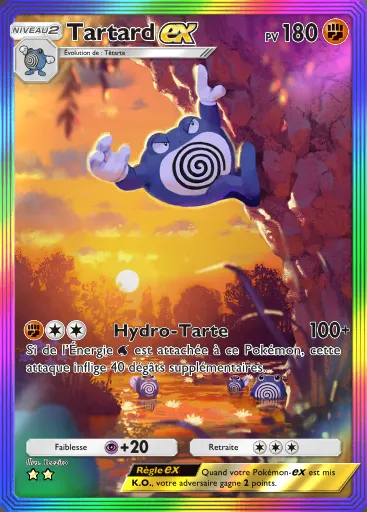 NIVEAU 2
Tartard ex
PV 180
Évolution de : Têtarte
Hydro-Tarte 100+
Si de l'Énergie est attachée à ce Pokémon, cette
attaque inflige 40 dégâts supplémentaires.
Faiblesse +20
Retraite
Règle ex Quand votre Pokémon-ex est mis
K.O., votre adversaire gagne 2 points.